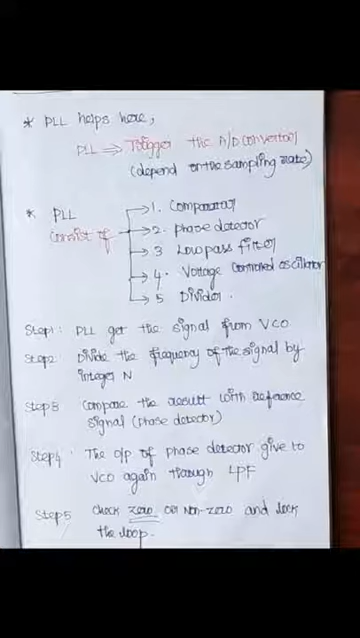 * PLL helps here,
PLL → Trigger the A/D Convertor
(depend on the sampling rate)
* PLL
Consist of
→ 1. Comparator
→ 2. Phase detector
→ 3 Low pass filter
→ 4. Voltage Controlled oscillator
→ 5 Divider.
Step1: PLL get the signal from VCO
Step2: Divide the frequency of the signal by
integer N
Step3 Compare the result with reference
signal (phase detector)
Step4 The o/p of phase detector give to
VCO again through LPF
Step5 Check zero or Non-zero and lock
the loop.